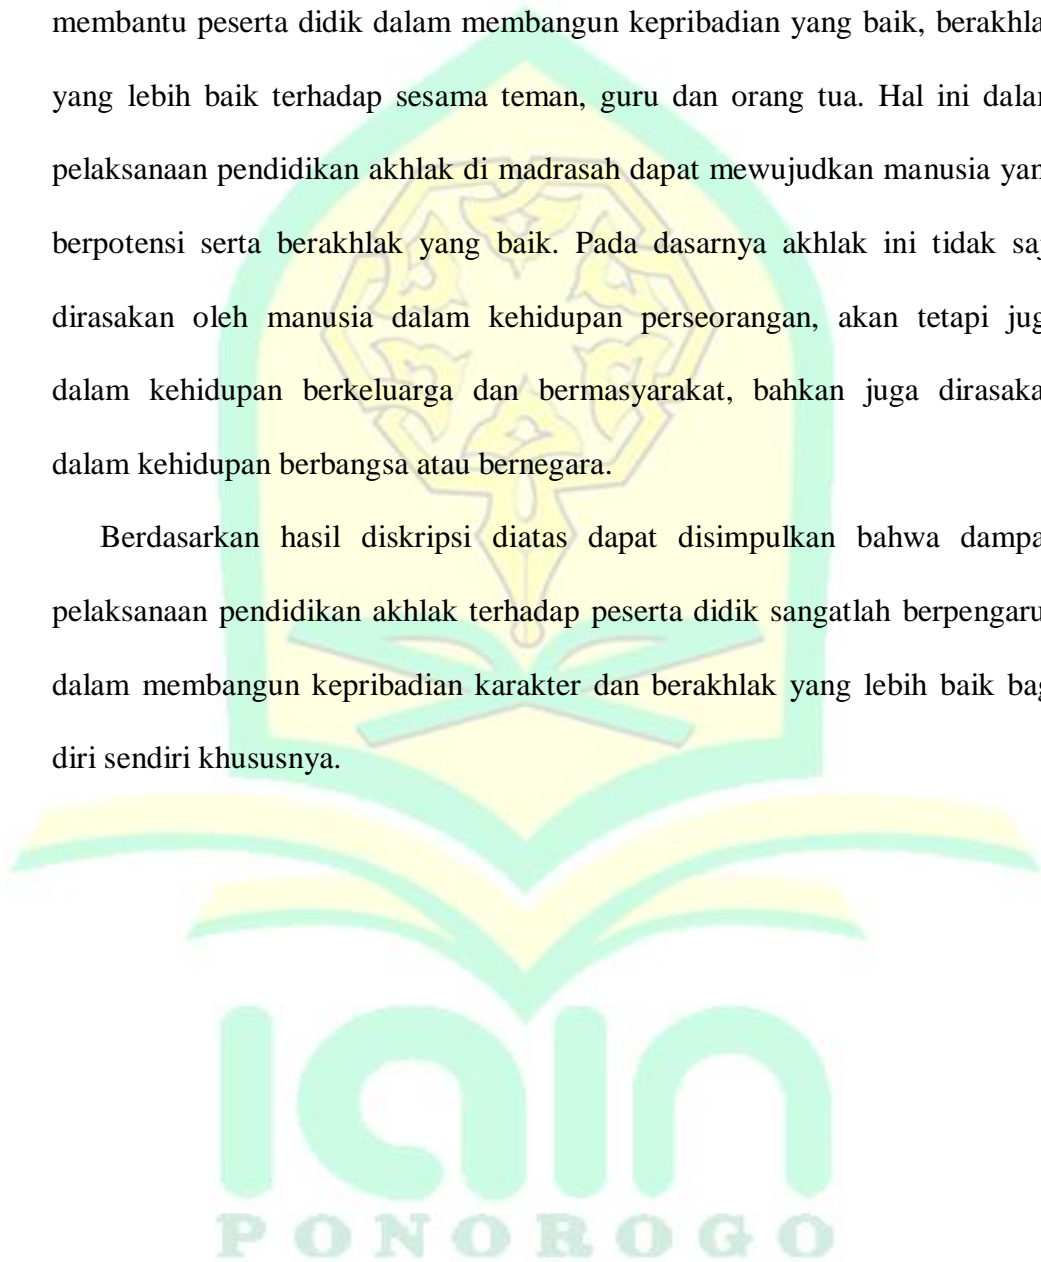 membantu peserta didik dalam membangun kepribadian yang baik, berakhla
yang lebih baik terhadap sesama teman, guru dan orang tua. Hal ini dala
pelaksanaan pendidikan akhlak di madrasah dapat mewujudkan manusia yan
berpotensi serta berakhlak yang baik. Pada dasarnya akhlak ini tidak saj
dirasakan oleh manusia dalam kehidupan perseorangan, akan tetapi jug
dalam kehidupan berkeluarga dan bermasyarakat, bahkan juga dirasaka
dalam kehidupan berbangsa atau bernegara.
Berdasarkan hasil diskripsi diatas dapat disimpulkan bahwa dampa
pelaksanaan pendidikan akhlak terhadap peserta didik sangatlah berpengaru
dalam membangun kepribadian karakter dan berakhlak yang lebih baik bag
diri sendiri khususnya.
iain
PONOROGO